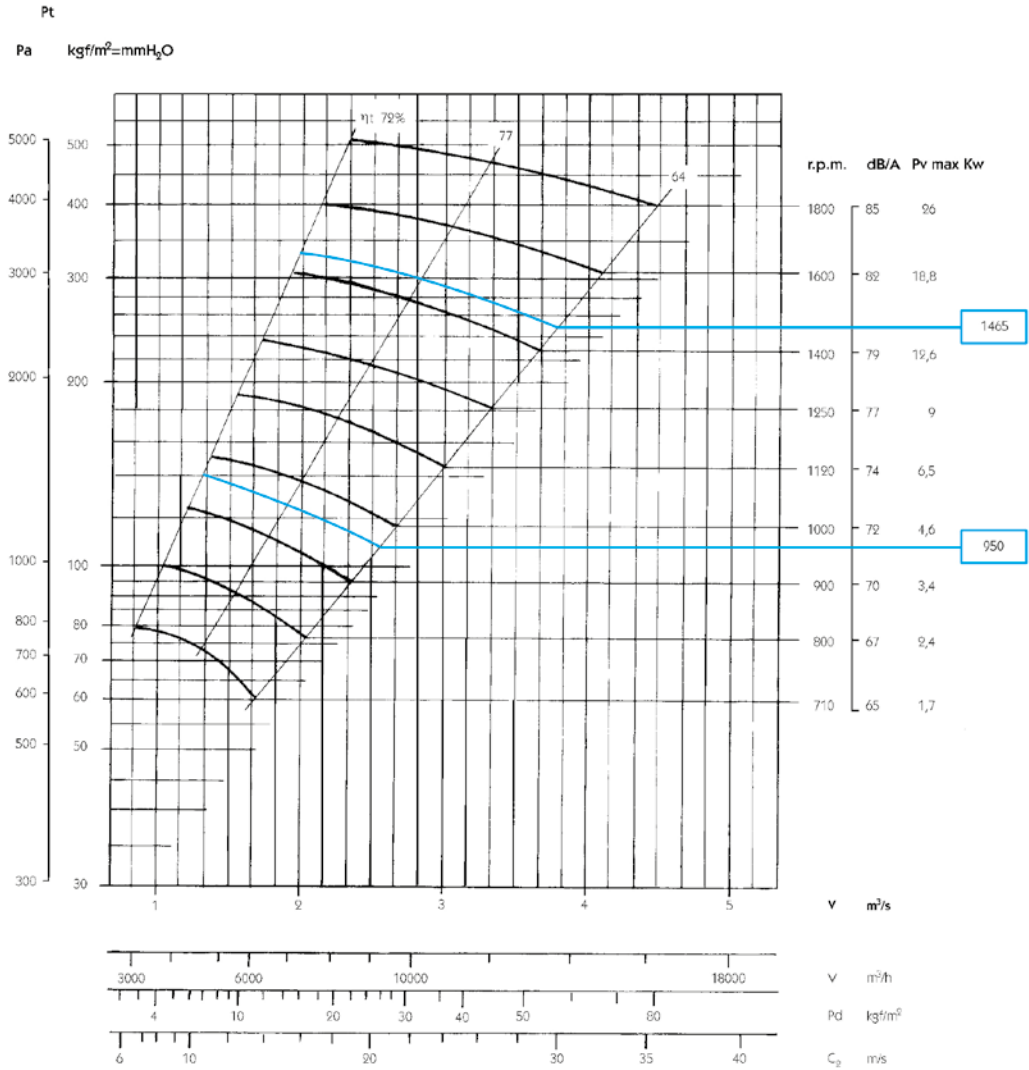 Pt
Pa kgf/m²=mmH₂O
ηt 72%
77
64
5000
4000
3000
2000
1000
800
700
600
500
300
500
400
300
200
100
80
70
60
50
30
r.p.m. dB/A Pv max Kw
1800 85 26
1600 82 18,8
1465
1400 79 12,6
1250 77 9
1120 74 6,5
1000 72 4,6
950
900 70 3,4
800 67 2,4
710 65 1,7
1 2 3 4 5 V m³/s
3000 6000 10000 18000 V m³/h
4 10 20 30 40 50 80 Pd kgf/m²
6 10 20 30 35 40 C₂ m/s